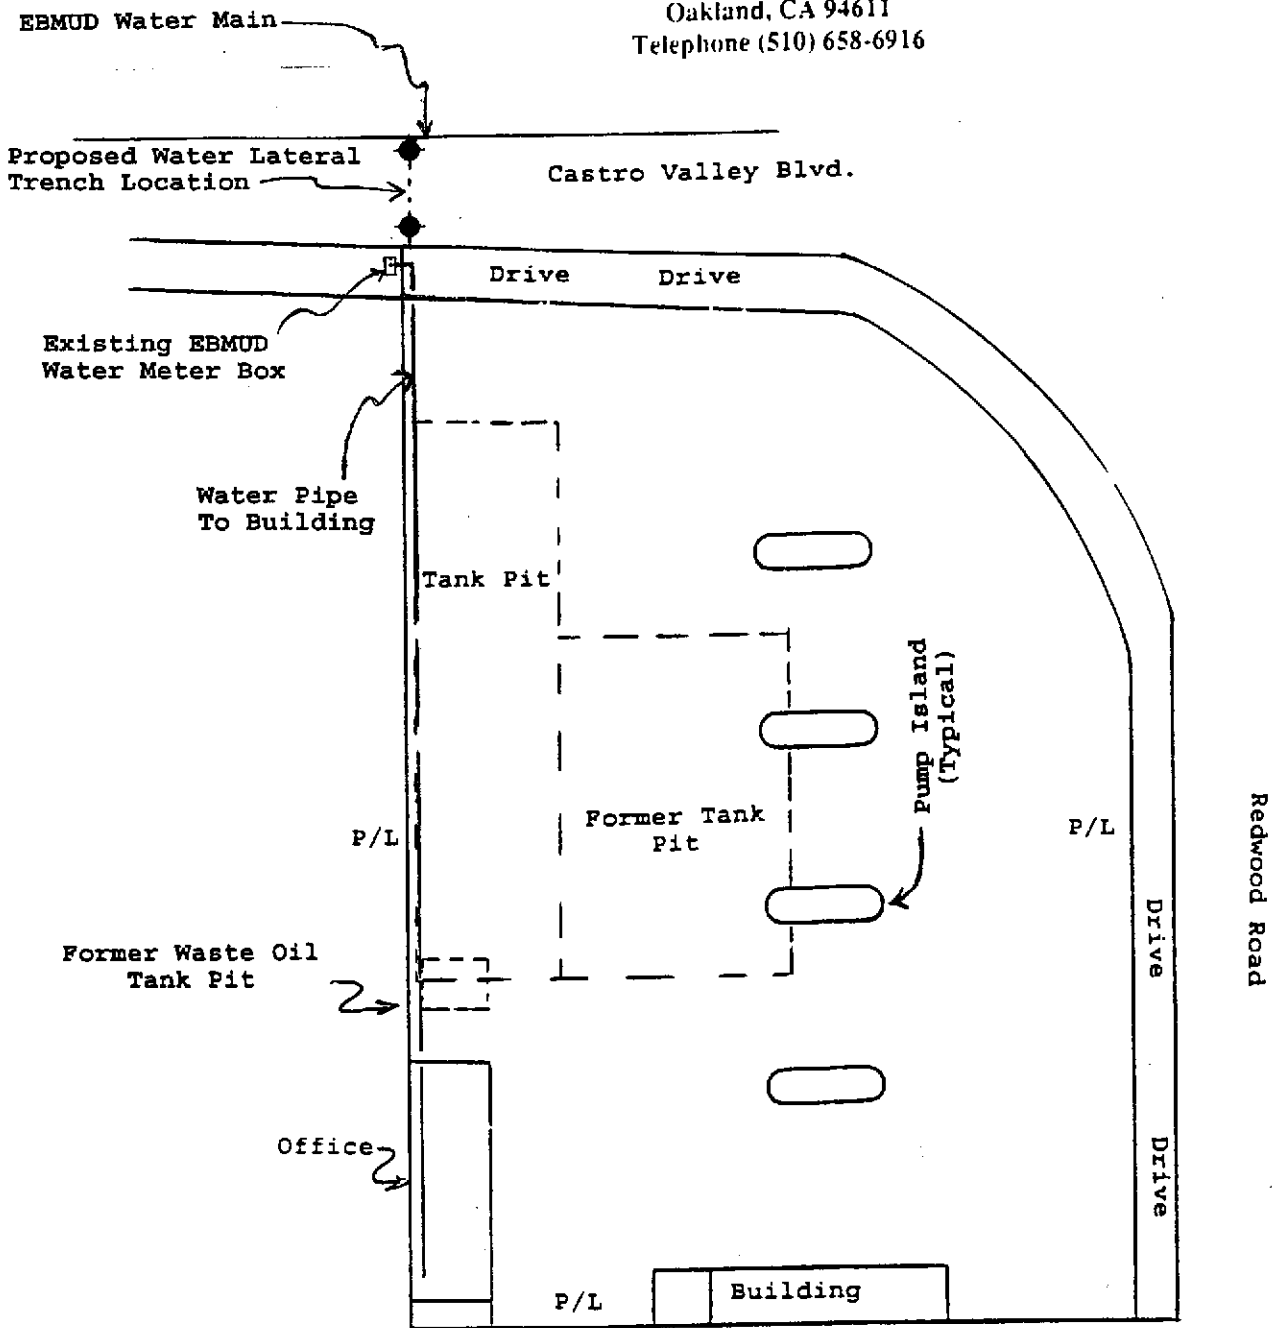 Oakland, CA 94611
Telephone (510) 658-6916
EBMUD Water Main
Proposed Water Lateral
Trench Location
Castro Valley Blvd.
Drive
Drive
Existing EBMUD
Water Meter Box
Water Pipe
To Building
Tank Pit
Pump Island
(Typical)
Former Tank
Pit
P/L
P/L
Redwood Road
Drive
Former Waste Oil
Tank Pit
Office
Drive
P/L
Building